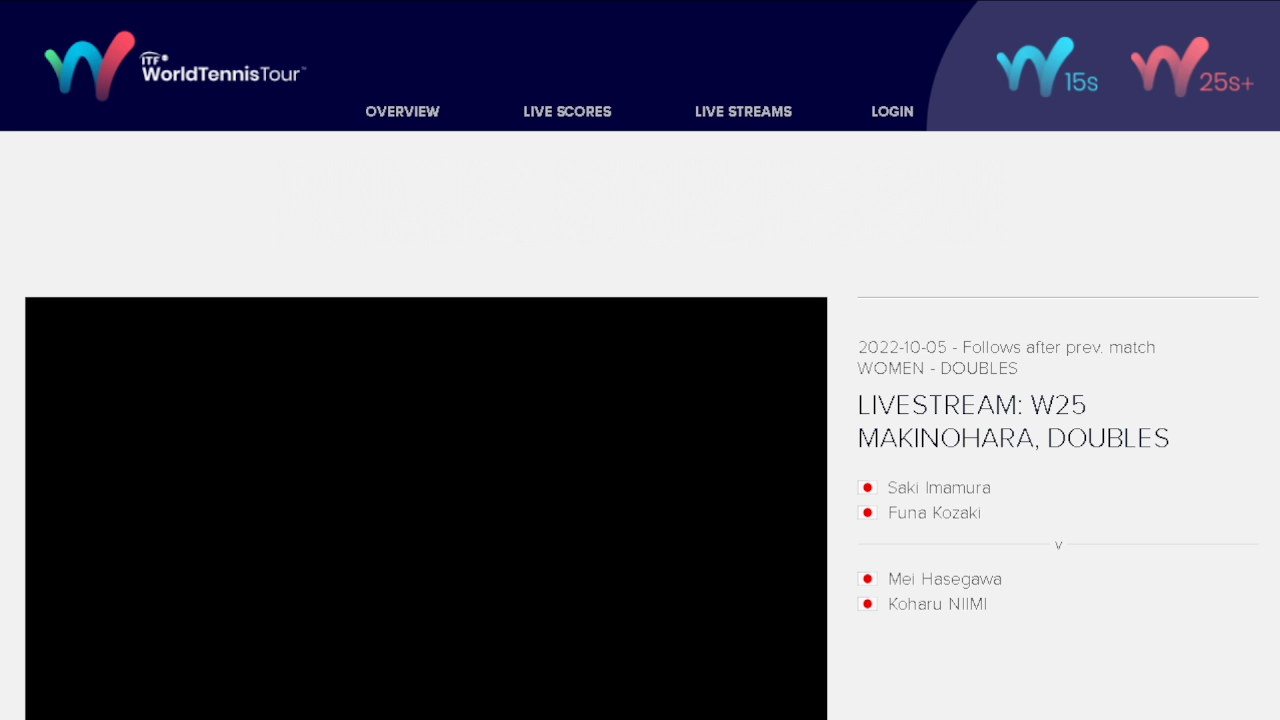 ITF
WorldTennisTour™
15s
25s+
OVERVIEW
LIVE SCORES
LIVE STREAMS
LOGIN
2022-10-05 - Follows after prev. match
WOMEN - DOUBLES
LIVESTREAM: W25
MAKINOHARA, DOUBLES
Saki Imamura
Funa Kozaki
v
Mei Hasegawa
Koharu NIIMI